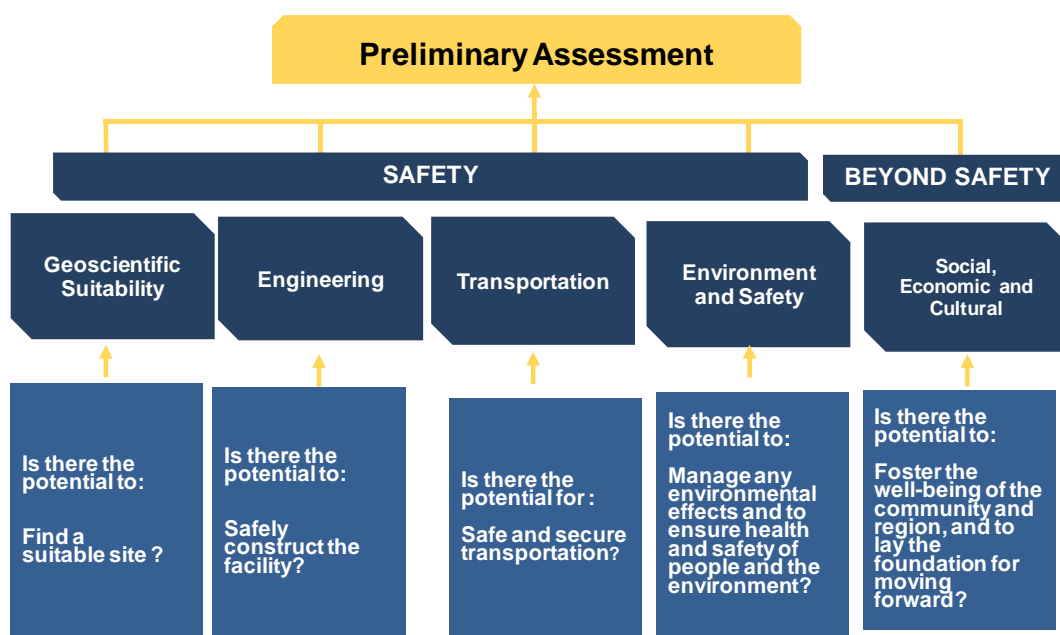 Preliminary Assessment
SAFETY
BEYOND SAFETY
Geoscientific
Suitability
Engineering
Transportation
Environment
and Safety
Social,
Economic and
Cultural
Is there the
potential to:
Find a
suitable site ?
Is there the
potential to:
Safely
construct the
facility?
Is there the
potential for :
Safe and secure
transportation?
Is there the
potential to:
Manage any
environmental
effects and to
ensure health
and safety of
people and the
environment?
Is there the
potential to:
Foster the
well-being of the
community and
region, and to
lay the
foundation for
moving
forward?